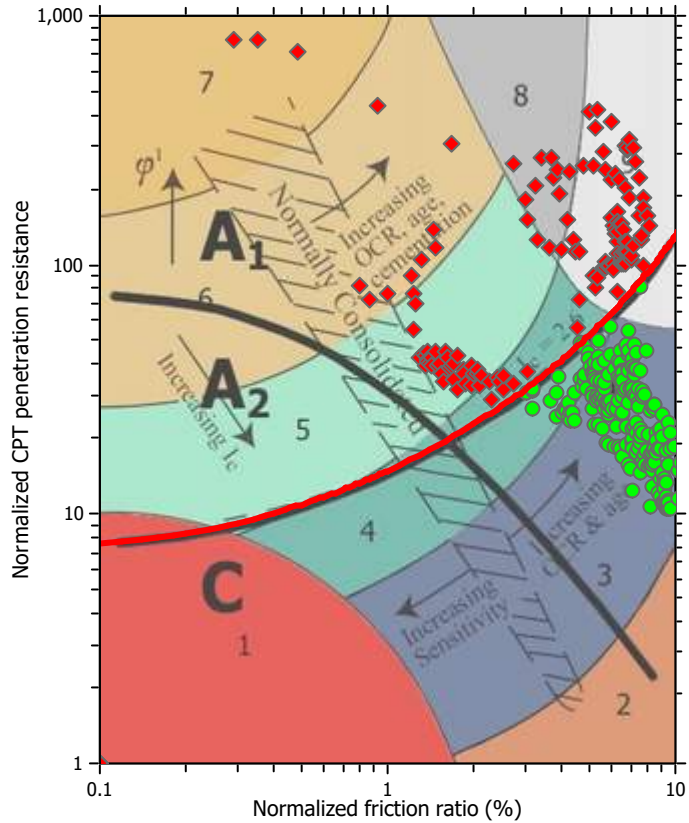 1,000
7
8
9
φ'
Increasing
OCR, age,
cementation
Normally Consolidated
A1
Normalized CPT penetration resistance
100
6
A2
Increasing Ic
5
Ic = 2.6
10
4
Increasing
OCR & age
3
C
Increasing
Sensitivity
1
2
1
0.1
1
10
Normalized friction ratio (%)